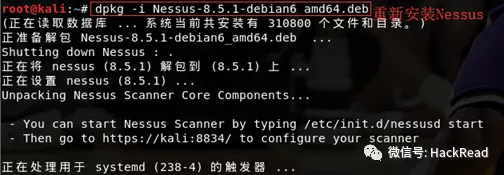 root@kali:~# dpkg -i Nessus-8.5.1-debian6_amd64.deb 重新安装Nessus
(正在读取数据库 ... 系统当前共安装有 310800 个文件和目录。)
正准备解包 Nessus-8.5.1-debian6_amd64.deb  ...
Shutting down Nessus : .
正在将 nessus (8.5.1) 解包到 (8.5.1) 上 ...
正在设置 nessus (8.5.1) ...
Unpacking Nessus Scanner Core Components...
- You can start Nessus Scanner by typing /etc/init.d/nessusd start
- Then go to https://kali:8834/ to configure your scanner
正在处理用于 systemd (238-4) 的触发器 ...
微信号: HackRead